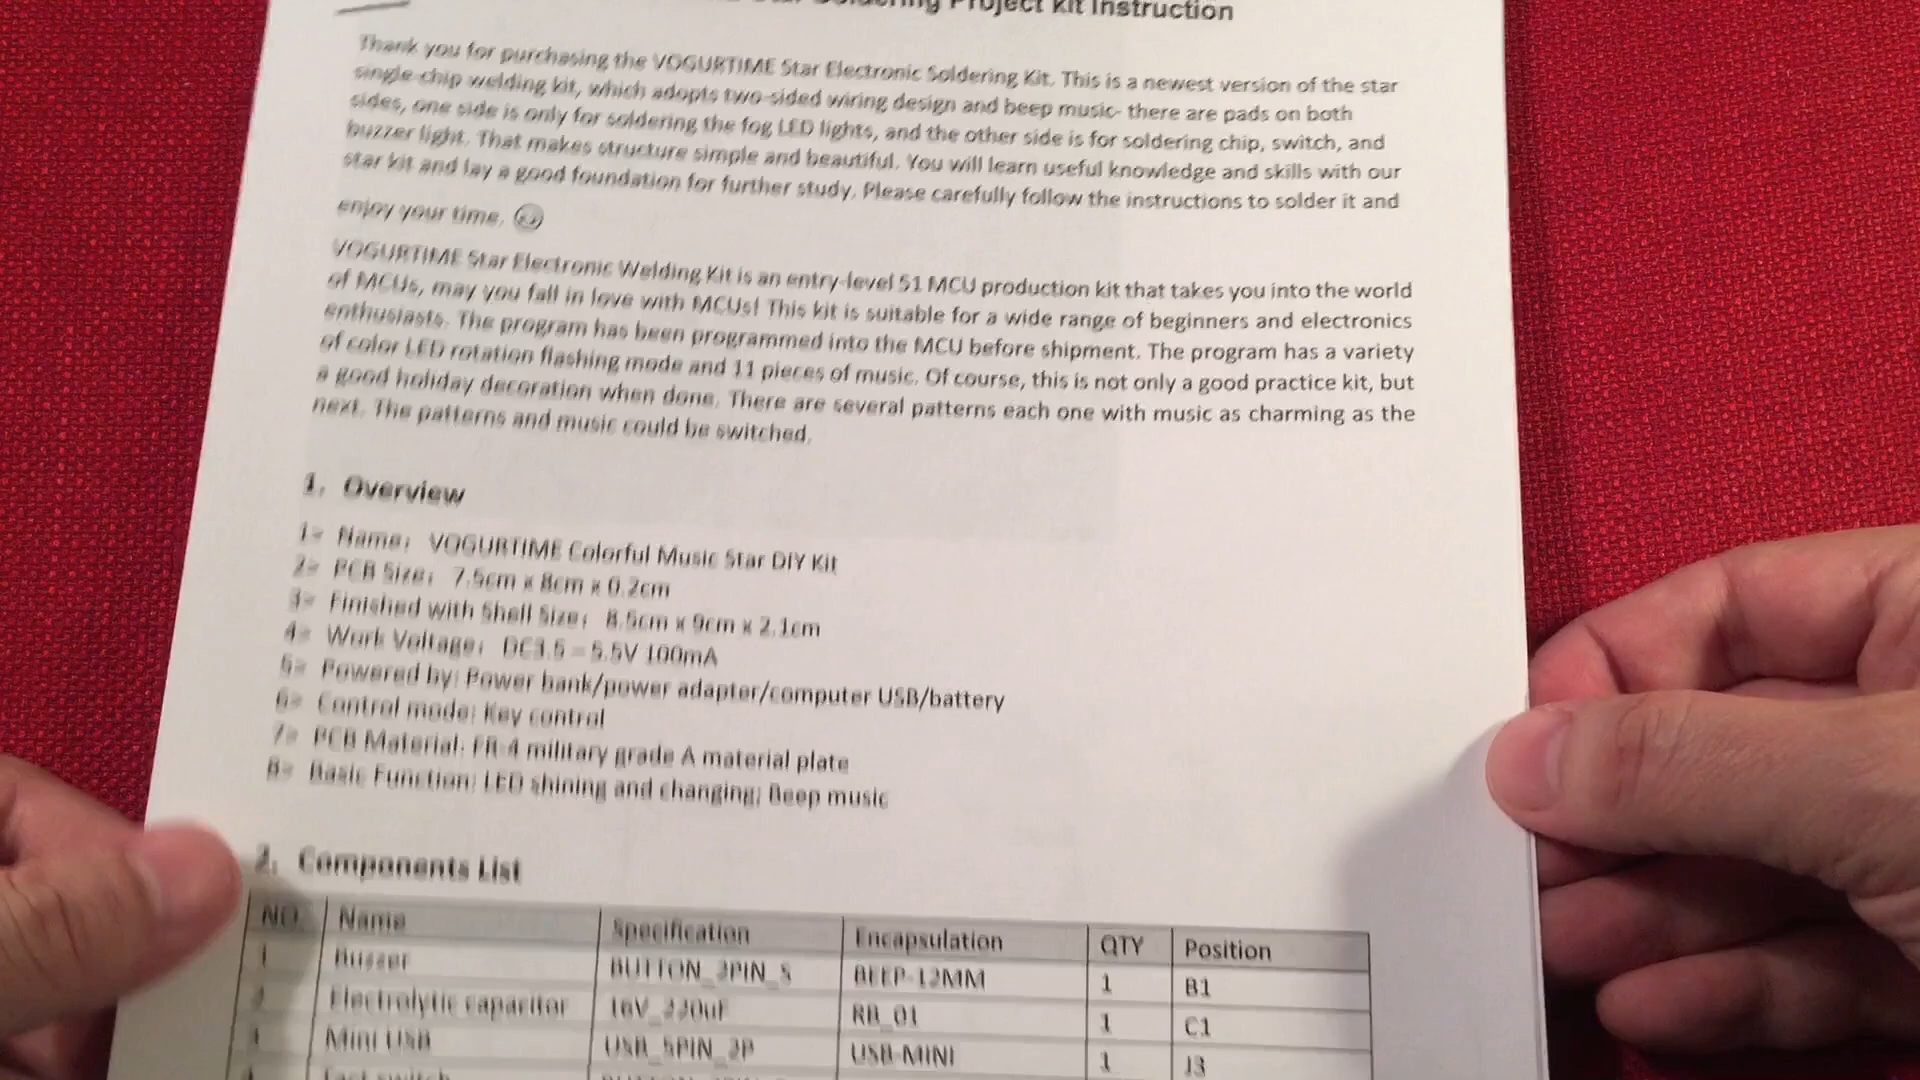 Soldering Project Kit Instruction
Thank you for purchasing the VOGURTIME Star Electronic Soldering Kit. This is a newest version of the star
single-chip welding kit, which adopts two-sided wiring design and beep music- there are pads on both
sides, one side is only for soldering the fog LED lights, and the other side is for soldering chip, switch, and
buzzer light. That makes structure simple and beautiful. You will learn useful knowledge and skills with our
star kit and lay a good foundation for further study. Please carefully follow the instructions to solder it and
enjoy your time.
VOGURTIME Star Electronic Welding Kit is an entry-level 51 MCU production kit that takes you into the world
of MCUs, may you fall in love with MCUs! This kit is suitable for a wide range of beginners and electronics
enthusiasts. The program has been programmed into the MCU before shipment. The program has a variety
of color LED rotation flashing mode and 11 pieces of music. Of course, this is not only a good practice kit, but
a good holiday decoration when done. There are several patterns each one with music as charming as the
next. The patterns and music could be switched.
1. Overview
1> Name: VOGURTIME Colorful Music Star DIY Kit
2> PCB Size: 7.5cm x 8cm x 0.2cm
3> Finished with Shell Size: 8.5cm x 9cm x 2.1cm
4> Work Voltage: DC3.5 – 5.5V 100mA
5> Powered by: Power bank/power adapter/computer USB/battery
6> Control mode: Key control
7> PCB Material: FR-4 military grade A material plate
8> Basic Function: LED shining and changing; Beep music
2. Components List
NO. Name Specification Encapsulation QTY Position
1 Buzzer BUTTON_2PIN_S BEEP-12MM 1 B1
2 Electrolytic capacitor 16V_220uF RB_01 1 C1
3 Mini USB USB_5PIN_2P USB-MINI 1 J3
switch